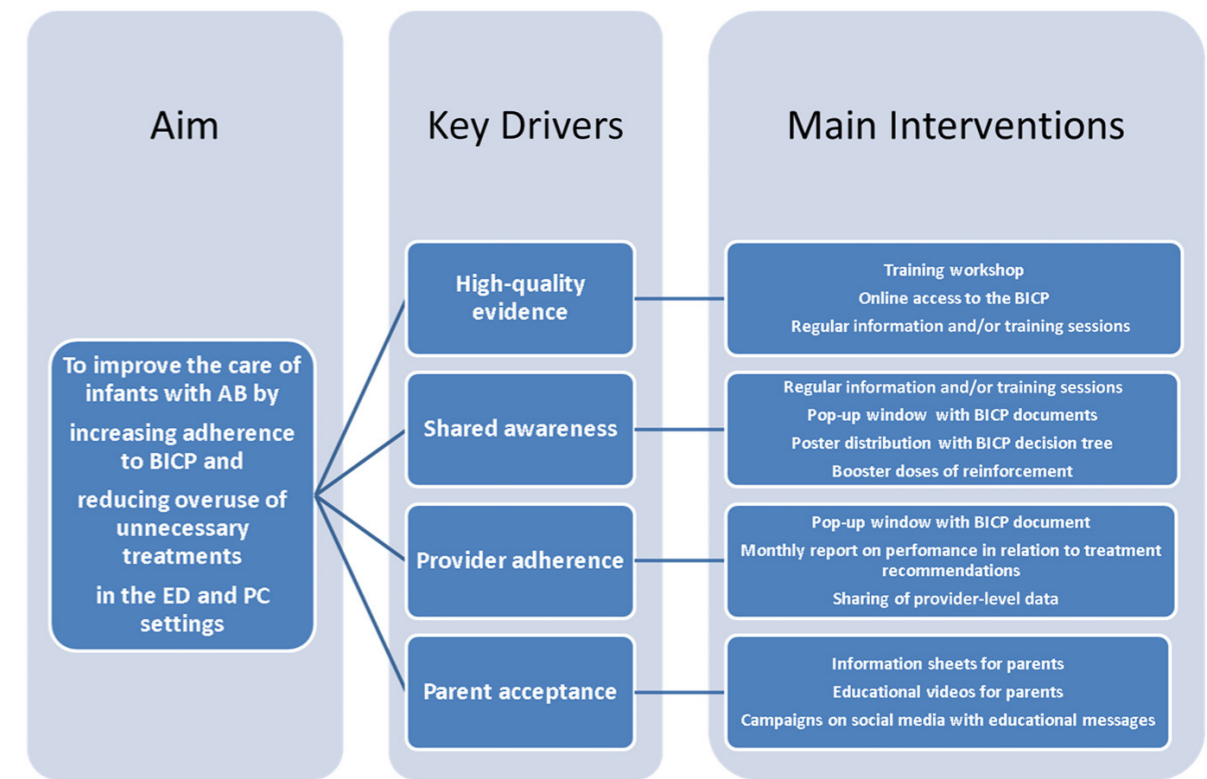 Aim
To improve the care of
infants with AB by
increasing adherence
to BICP and
reducing overuse of
unnecessary
treatments
in the ED and PC
settings
Key Drivers
High-quality
evidence
Shared awareness
Provider adherence
Parent acceptance
Main Interventions
Training workshop
Online access to the BICP
Regular information and/or training sessions
Regular information and/or training sessions
Pop-up window with BICP documents
Poster distribution with BICP decision tree
Booster doses of reinforcement
Pop-up window with BICP document
Monthly report on perfomance in relation to treatment
recommendations
Sharing of provider-level data
Information sheets for parents
Educational videos for parents
Campaigns on social media with educational messages